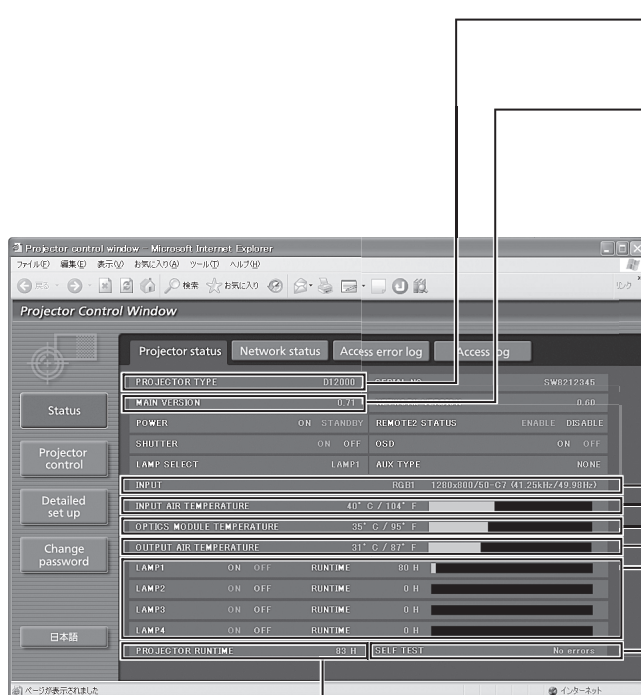 Projector control window - Microsoft Internet Explorer
ファイル(F) 編集(E) 表示(V) お気に入り(A) ツール(T) ヘルプ(H)
戻る 検索 お気に入り リンク
Projector Control Window
Projector status Network status Access error log Access log
Status
Projector control
Detailed set up
Change password
日本語
PROJECTOR TYPE D12000 SERIAL NO SW8212345
MAIN VERSION 0.71 0.60
POWER ON STANDBY REMOTE2 STATUS ENABLE DISABLE
SHUTTER ON OFF OSD ON OFF
LAMP SELECT LAMP1 AUX TYPE NONE
INPUT RGB1 1280x800/50-G7 (41.25kHz/49.98Hz)
INPUT AIR TEMPERATURE 40° C / 104° F
OPTICS MODULE TEMPERATURE 35° C / 95° F
OUTPUT AIR TEMPERATURE 31° C / 87° F
LAMP1 ON OFF RUNTIME 80 H
LAMP2 ON OFF RUNTIME 0 H
LAMP3 ON OFF RUNTIME 0 H
LAMP4 ON OFF RUNTIME 0 H
PROJECTOR RUNTIME 83 H SELF TEST No errors
ページが表示されました インターネット